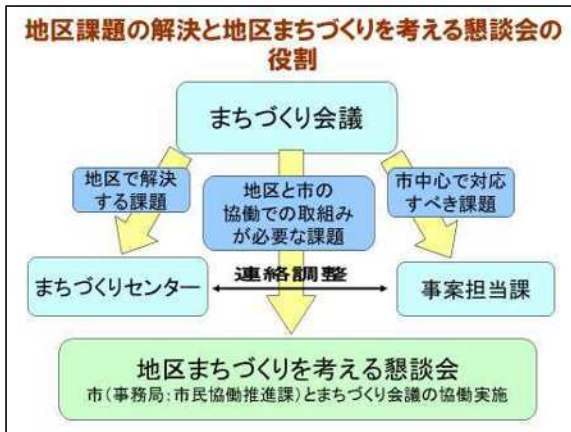 地区課題の解決と地区まちづくりを考える懇談会の
役割
まちづくり会議
地区で解決
する課題
地区と市の
協働での取組み
が必要な課題
市中心で対応
すべき課題
まちづくりセンター
連絡調整
事案担当課
地区まちづくりを考える懇談会
市(事務局:市民協働推進課)とまちづくり会議の協働実施